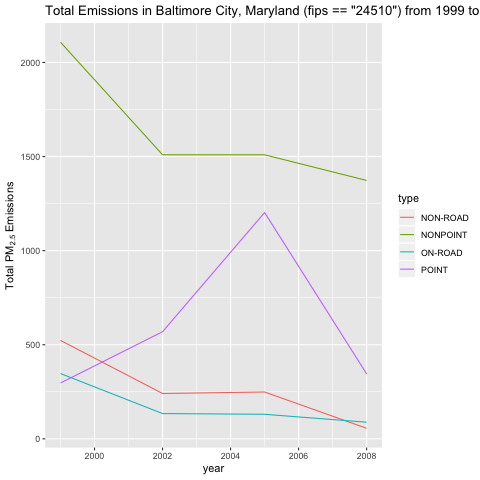 Total Emissions in Baltimore City, Maryland (fips == "24510") from 1999 to
2000
1500
1000
500
0
Total PM2.5 Emissions
2000 2002 2004 2006 2008
year
type
NON-ROAD
NONPOINT
ON-ROAD
POINT